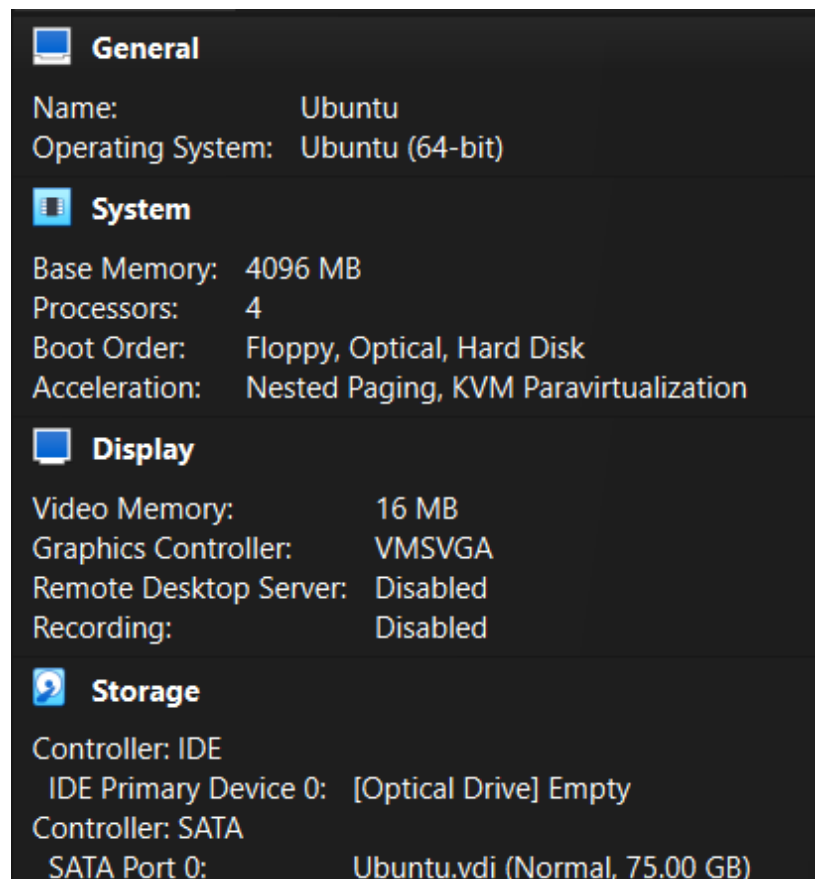 General
Name: Ubuntu
Operating System: Ubuntu (64-bit)
System
Base Memory: 4096 MB
Processors: 4
Boot Order: Floppy, Optical, Hard Disk
Acceleration: Nested Paging, KVM Paravirtualization
Display
Video Memory: 16 MB
Graphics Controller: VMSVGA
Remote Desktop Server: Disabled
Recording: Disabled
Storage
Controller: IDE
IDE Primary Device 0: [Optical Drive] Empty
Controller: SATA
SATA Port 0: Ubuntu.vdi (Normal, 75.00 GB)